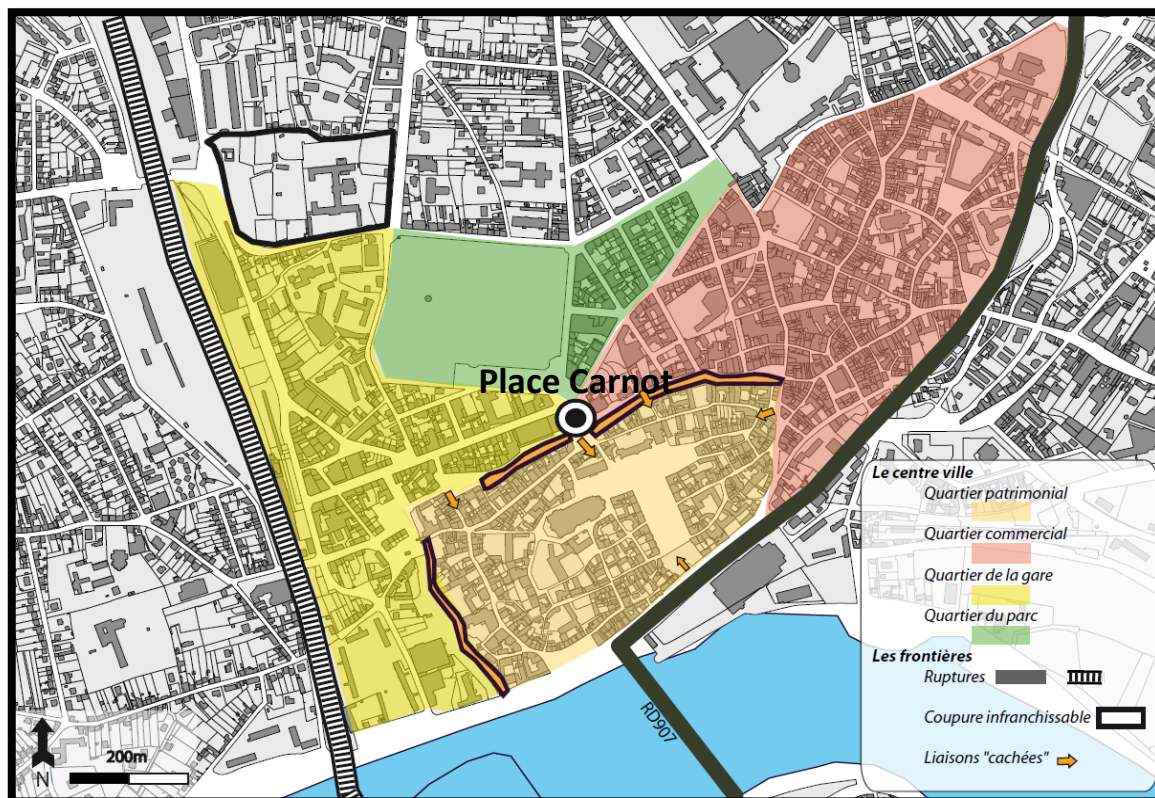 Place Carnot
Le centre ville
Quartier patrimonial
Quartier commercial
Quartier de la gare
Quartier du parc
Les frontières
Ruptures
Coupure infranchissable
Liaisons "cachées"
RD907
200m
N